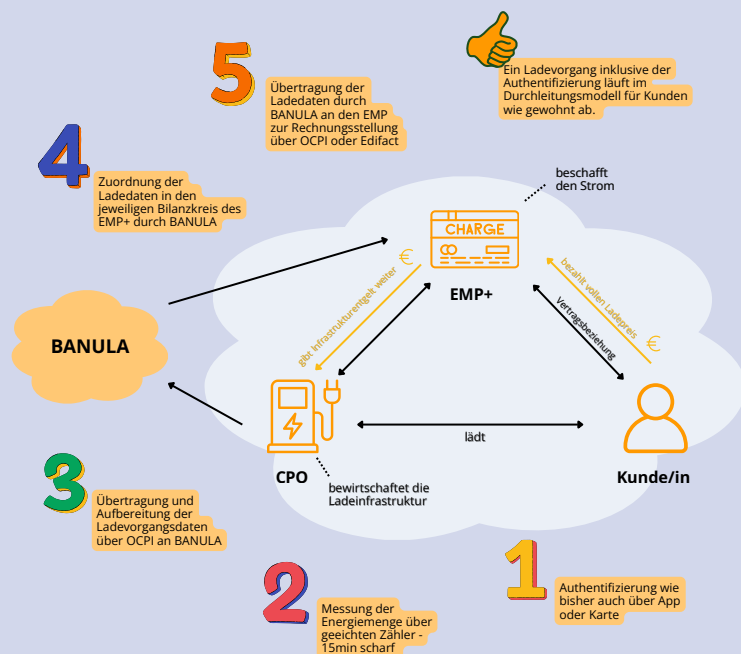 5
Übertragung der
Ladedaten durch
BANULA an den EMP
zur Rechnungsstellung
über OCPI oder Edifact
Ein Ladevorgang inklusive der
Authentifizierung läuft im
Durchleitungsmodell für Kunden
wie gewohnt ab.
4
Zuordnung der
Ladedaten in den
jeweiligen Bilanzkreis des
EMP+ durch BANULA
beschafft
den Strom
CHARGE
EMP+
€
gibt Infrastrukturentgelt weiter
bezahlt vollen Ladepreis
€
Vertragsbeziehung
BANULA
lädt
CPO
bewirtschaftet die
Ladeinfrastruktur
Kunde/in
3
Übertragung und
Aufbereitung der
Ladevorgangsdaten
über OCPI an BANULA
2
Messung der
Energiemenge über
geeichten Zähler -
15min scharf
1
Authentifizierung wie
bisher auch über App
oder Karte